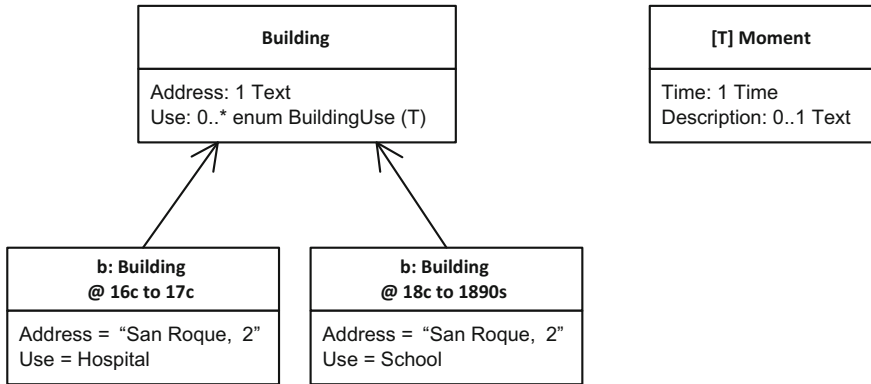 Building
Address: 1 Text
Use: 0..* enum BuildingUse (T)
[T] Moment
Time: 1 Time
Description: 0..1 Text
b: Building
@ 16c to 17c
Address = “San Roque, 2”
Use = Hospital
b: Building
@ 18c to 1890s
Address = “San Roque, 2”
Use = School